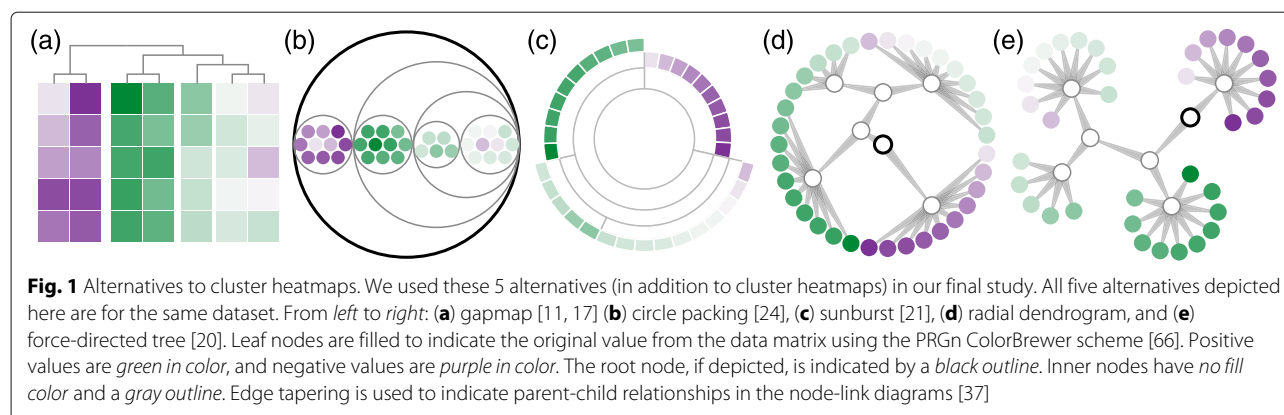 (a) (b) (c) (d) (e)
Fig. 1 Alternatives to cluster heatmaps. We used these 5 alternatives (in addition to cluster heatmaps) in our final study. All five alternatives depicted
here are for the same dataset. From left to right: (a) gapmap [11, 17] (b) circle packing [24], (c) sunburst [21], (d) radial dendrogram, and (e)
force-directed tree [20]. Leaf nodes are filled to indicate the original value from the data matrix using the PRGn ColorBrewer scheme [66]. Positive
values are green in color, and negative values are purple in color. The root node, if depicted, is indicated by a black outline. Inner nodes have no fill
color and a gray outline. Edge tapering is used to indicate parent-child relationships in the node-link diagrams [37]